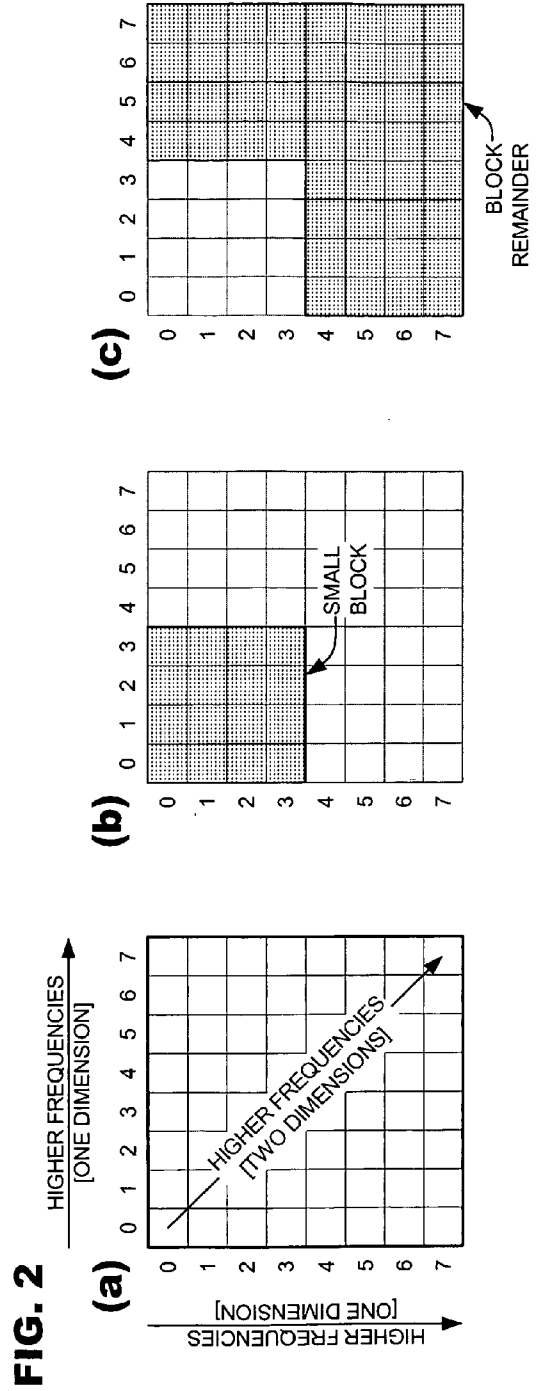 FIG. 2
(a)
HIGHER FREQUENCIES
[ONE DIMENSION]
0 1 2 3 4 5 6 7
HIGHER FREQUENCIES
[ONE DIMENSION]
0
1
2
3
4
5
6
7
HIGHER FREQUENCIES
[TWO DIMENSIONS]
(b)
0 1 2 3 4 5 6 7
0
1
2
3
4
5
6
7
SMALL
BLOCK
(c)
0 1 2 3 4 5 6 7
0
1
2
3
4
5
6
7
BLOCK
REMAINDER